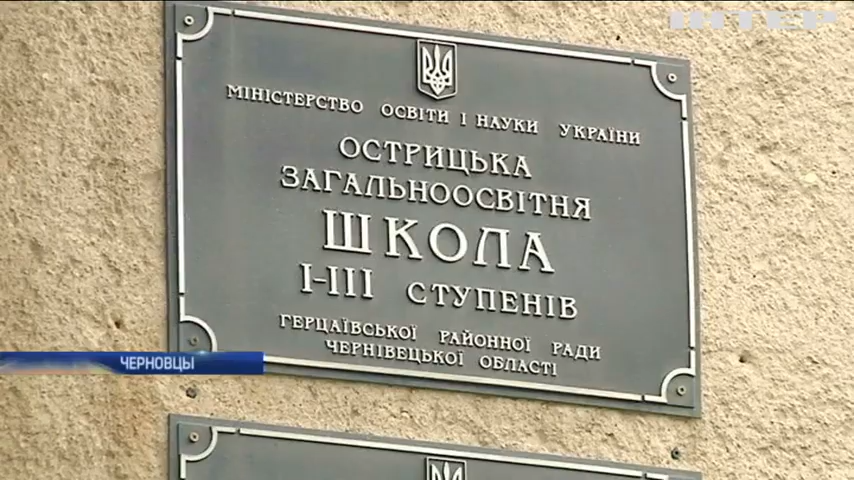 ІНТЕР
МІНІСТЕРСТВО ОСВІТИ І НАУКИ УКРАЇНИ
ОСТРИЦЬКА
ЗАГАЛЬНООСВІТНЯ
ШКОЛА
І-ІІІ СТУПЕНІВ
ГЕРЦАЇВСЬКОЇ РАЙОННОЇ РАДИ
ЧЕРНІВЕЦЬКОЇ ОБЛАСТІ
ЧЕРНОВЦЫ